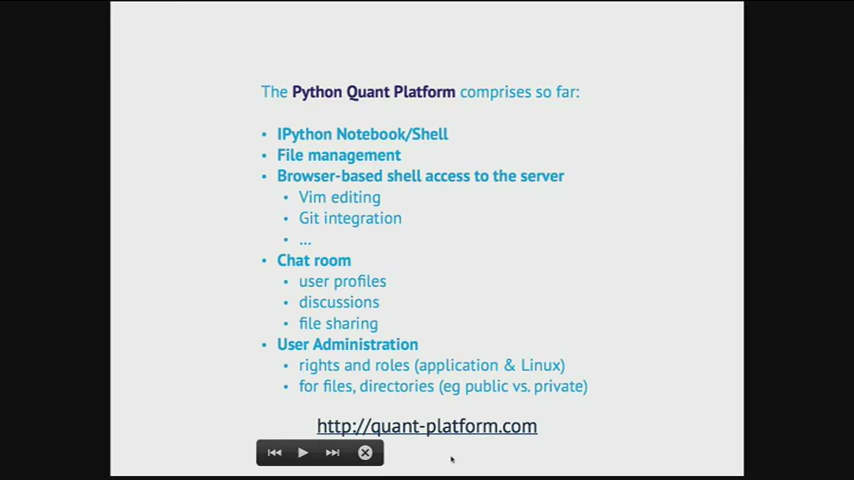 The Python Quant Platform comprises so far:
• IPython Notebook/Shell
• File management
• Browser-based shell access to the server
• Vim editing
• Git integration
• ...
• Chat room
• user profiles
• discussions
• file sharing
• User Administration
• rights and roles (application & Linux)
• for files, directories (eg public vs. private)
http://quant-platform.com